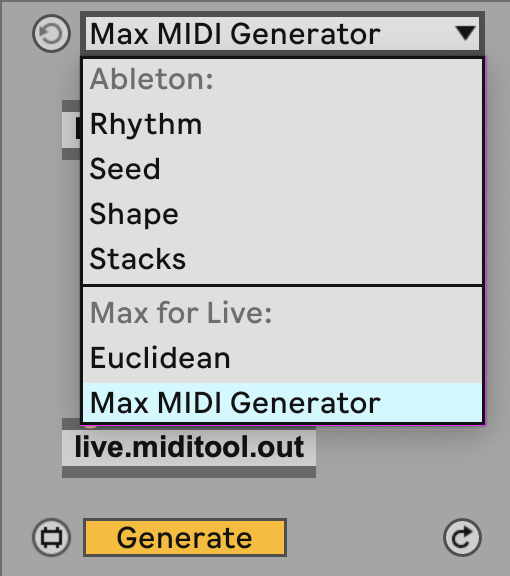 Max MIDI Generator
Ableton:
Rhythm
Seed
Shape
Stacks
Max for Live:
Euclidean
Max MIDI Generator
live.miditool.out
Generate